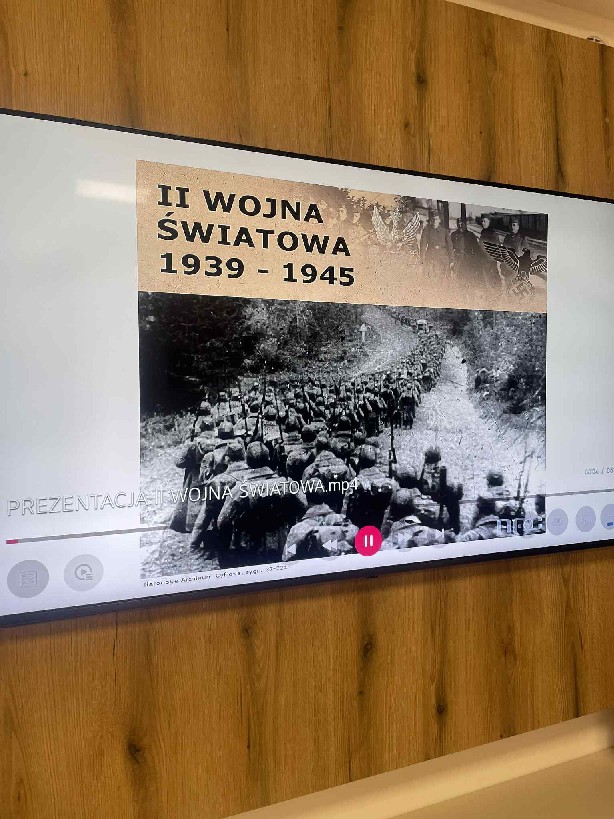 II WOJNA
ŚWIATOWA
1939 - 1945
PREZENTACJA II WOJNA ŚWIATOWA.mp4